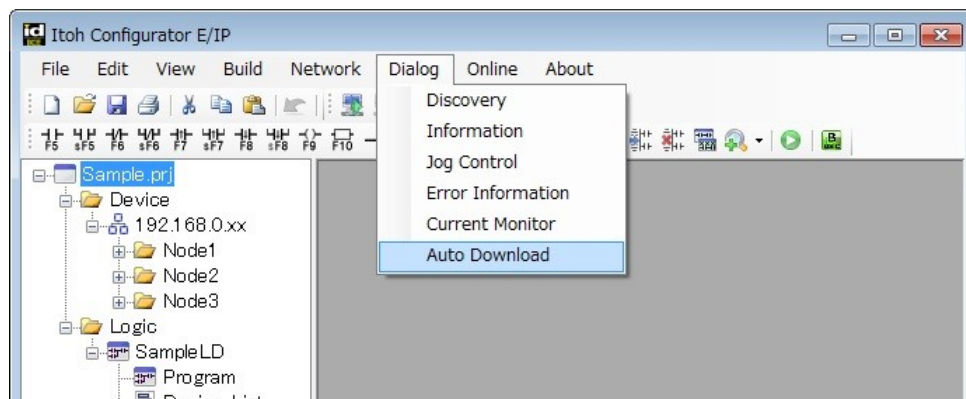 Itoh Configurator E/IP
File Edit View Build Network Dialog Online About
Discovery
Information
Jog Control
Error Information
Current Monitor
Auto Download
F5 sF5 F6 sF6 F7 sF7 F8 sF8 F9 F10
Sample.prj
Device
192.168.0.xx
Node1
Node2
Node3
Logic
SampleLD
Program